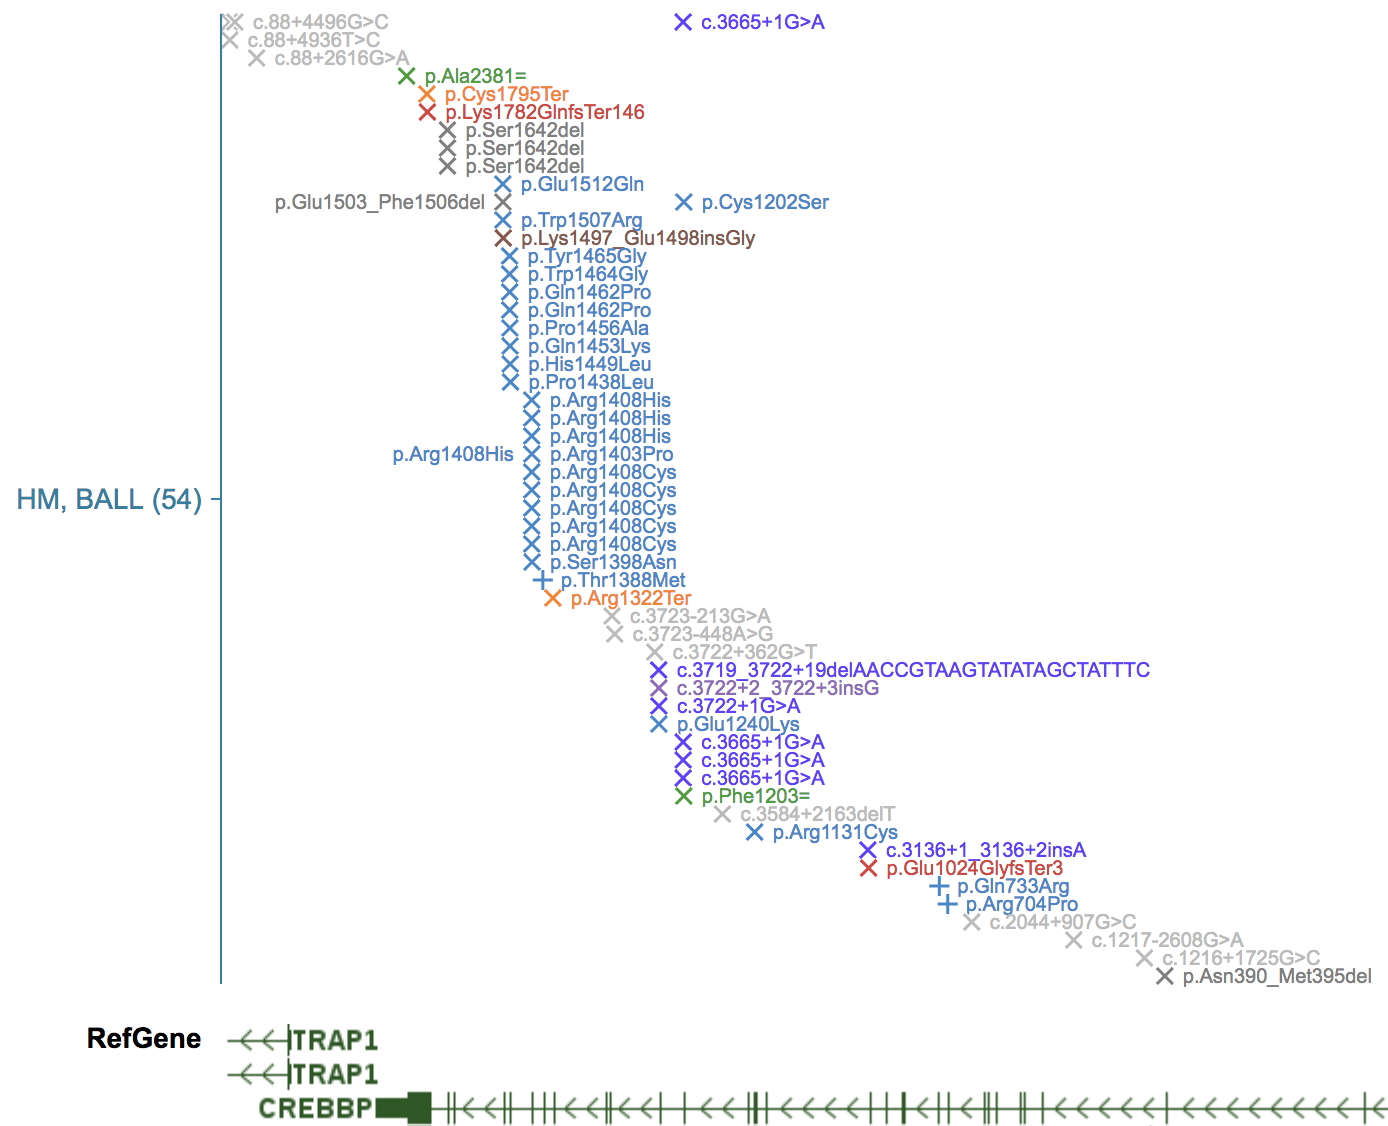 c.88+4496G>C c.3665+1G>A
c.88+4936T>C
c.88+2616G>A
p.Ala2381=
p.Cys1795Ter
p.Lys1782GlnfsTer146
p.Ser1642del
p.Ser1642del
p.Ser1642del
p.Glu1512Gln
p.Glu1503_Phe1506del p.Cys1202Ser
p.Trp1507Arg
p.Lys1497_Glu1498insGly
p.Tyr1465Gly
p.Trp1464Gly
p.Gln1462Pro
p.Gln1462Pro
p.Pro1456Ala
p.Gln1453Lys
p.His1449Leu
p.Pro1438Leu
p.Arg1408His
p.Arg1408His
p.Arg1408His
p.Arg1408His p.Arg1403Pro
p.Arg1408Cys
p.Arg1408Cys
HM, BALL (54)
p.Arg1408Cys
p.Arg1408Cys
p.Arg1408Cys
p.Ser1398Asn
p.Thr1388Met
p.Arg1322Ter
c.3723-213G>A
c.3723-448A>G
c.3722+362G>T
c.3719_3722+19delAACCGTAAGTATATAGCTATTTC
c.3722+2_3722+3insG
c.3722+1G>A
p.Glu1240Lys
c.3665+1G>A
c.3665+1G>A
c.3665+1G>A
p.Phe1203=
c.3584+2163delT
p.Arg1131Cys
c.3136+1_3136+2insA
p.Glu1024GlyfsTer3
p.Gln733Arg
p.Arg704Pro
c.2044+907G>C
c.1217-2608G>A
c.1216+1725G>C
p.Asn390_Met395del
RefGene TRAP1
TRAP1
CREBBP